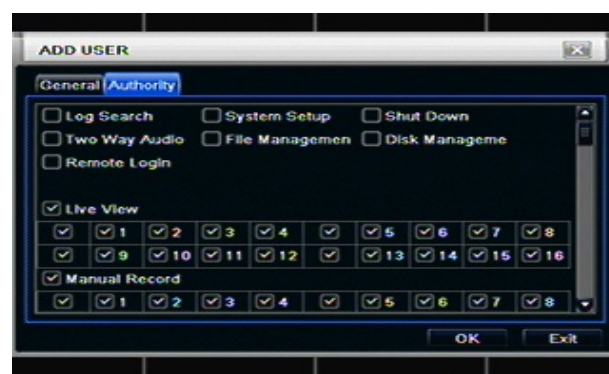 ADD USER
General Authority
Log Search System Setup Shut Down
Two Way Audio File Managemen Disk Manageme
Remote Login
Live View
1 2 3 4 5 6 7 8
9 10 11 12 13 14 15 16
Manual Record
1 2 3 4 5 6 7 8
OK Exit